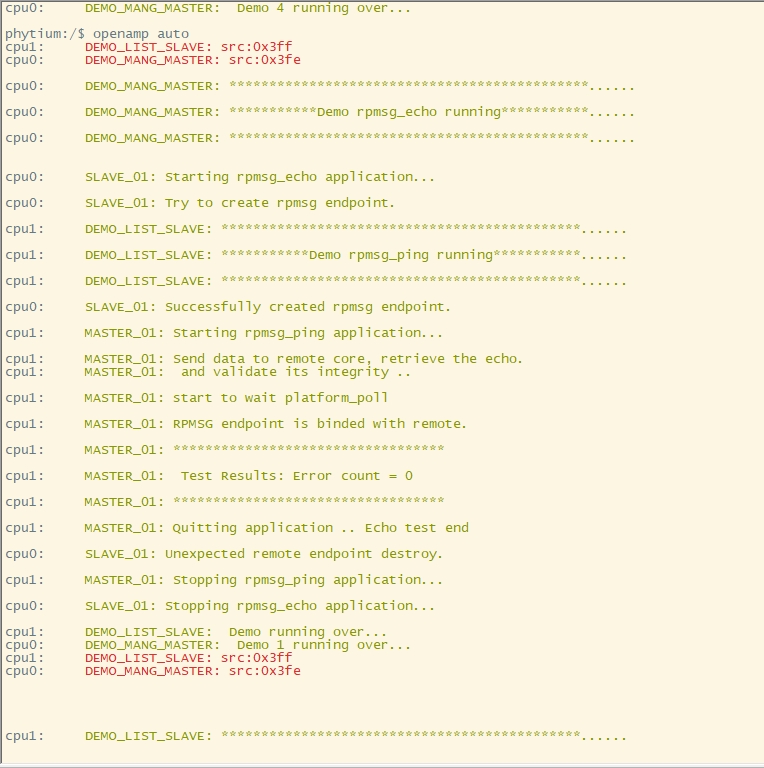 cpu0:     DEMO_MANG_MASTER:  Demo 4 running over...
phytium:/$ openamp auto
cpu1:     DEMO_LIST_SLAVE: src:0x3ff
cpu0:     DEMO_MANG_MASTER: src:0x3fe
cpu0:     DEMO_MANG_MASTER: *********************************************......
cpu0:     DEMO_MANG_MASTER: ***********Demo rpmsg_echo running***********......
cpu0:     DEMO_MANG_MASTER: *********************************************......
cpu0:     SLAVE_01: Starting rpmsg_echo application...
cpu0:     SLAVE_01: Try to create rpmsg endpoint.
cpu1:     DEMO_LIST_SLAVE: *********************************************......
cpu1:     DEMO_LIST_SLAVE: ***********Demo rpmsg_ping running***********......
cpu1:     DEMO_LIST_SLAVE: *********************************************......
cpu0:     SLAVE_01: Successfully created rpmsg endpoint.
cpu1:     MASTER_01: Starting rpmsg_ping application...
cpu1:     MASTER_01: Send data to remote core, retrieve the echo.
cpu1:     MASTER_01:  and validate its integrity ..
cpu1:     MASTER_01: start to wait platform_poll
cpu1:     MASTER_01: RPMSG endpoint is binded with remote.
cpu1:     MASTER_01: **********************************
cpu1:     MASTER_01:  Test Results: Error count = 0
cpu1:     MASTER_01: **********************************
cpu1:     MASTER_01: Quitting application .. Echo test end
cpu0:     SLAVE_01: Unexpected remote endpoint destroy.
cpu1:     MASTER_01: Stopping rpmsg_ping application...
cpu0:     SLAVE_01: Stopping rpmsg_echo application...
cpu1:     DEMO_LIST_SLAVE:  Demo running over...
cpu0:     DEMO_MANG_MASTER:  Demo 1 running over...
cpu1:     DEMO_LIST_SLAVE: src:0x3ff
cpu0:     DEMO_MANG_MASTER: src:0x3fe
cpu1:     DEMO_LIST_SLAVE: *********************************************......